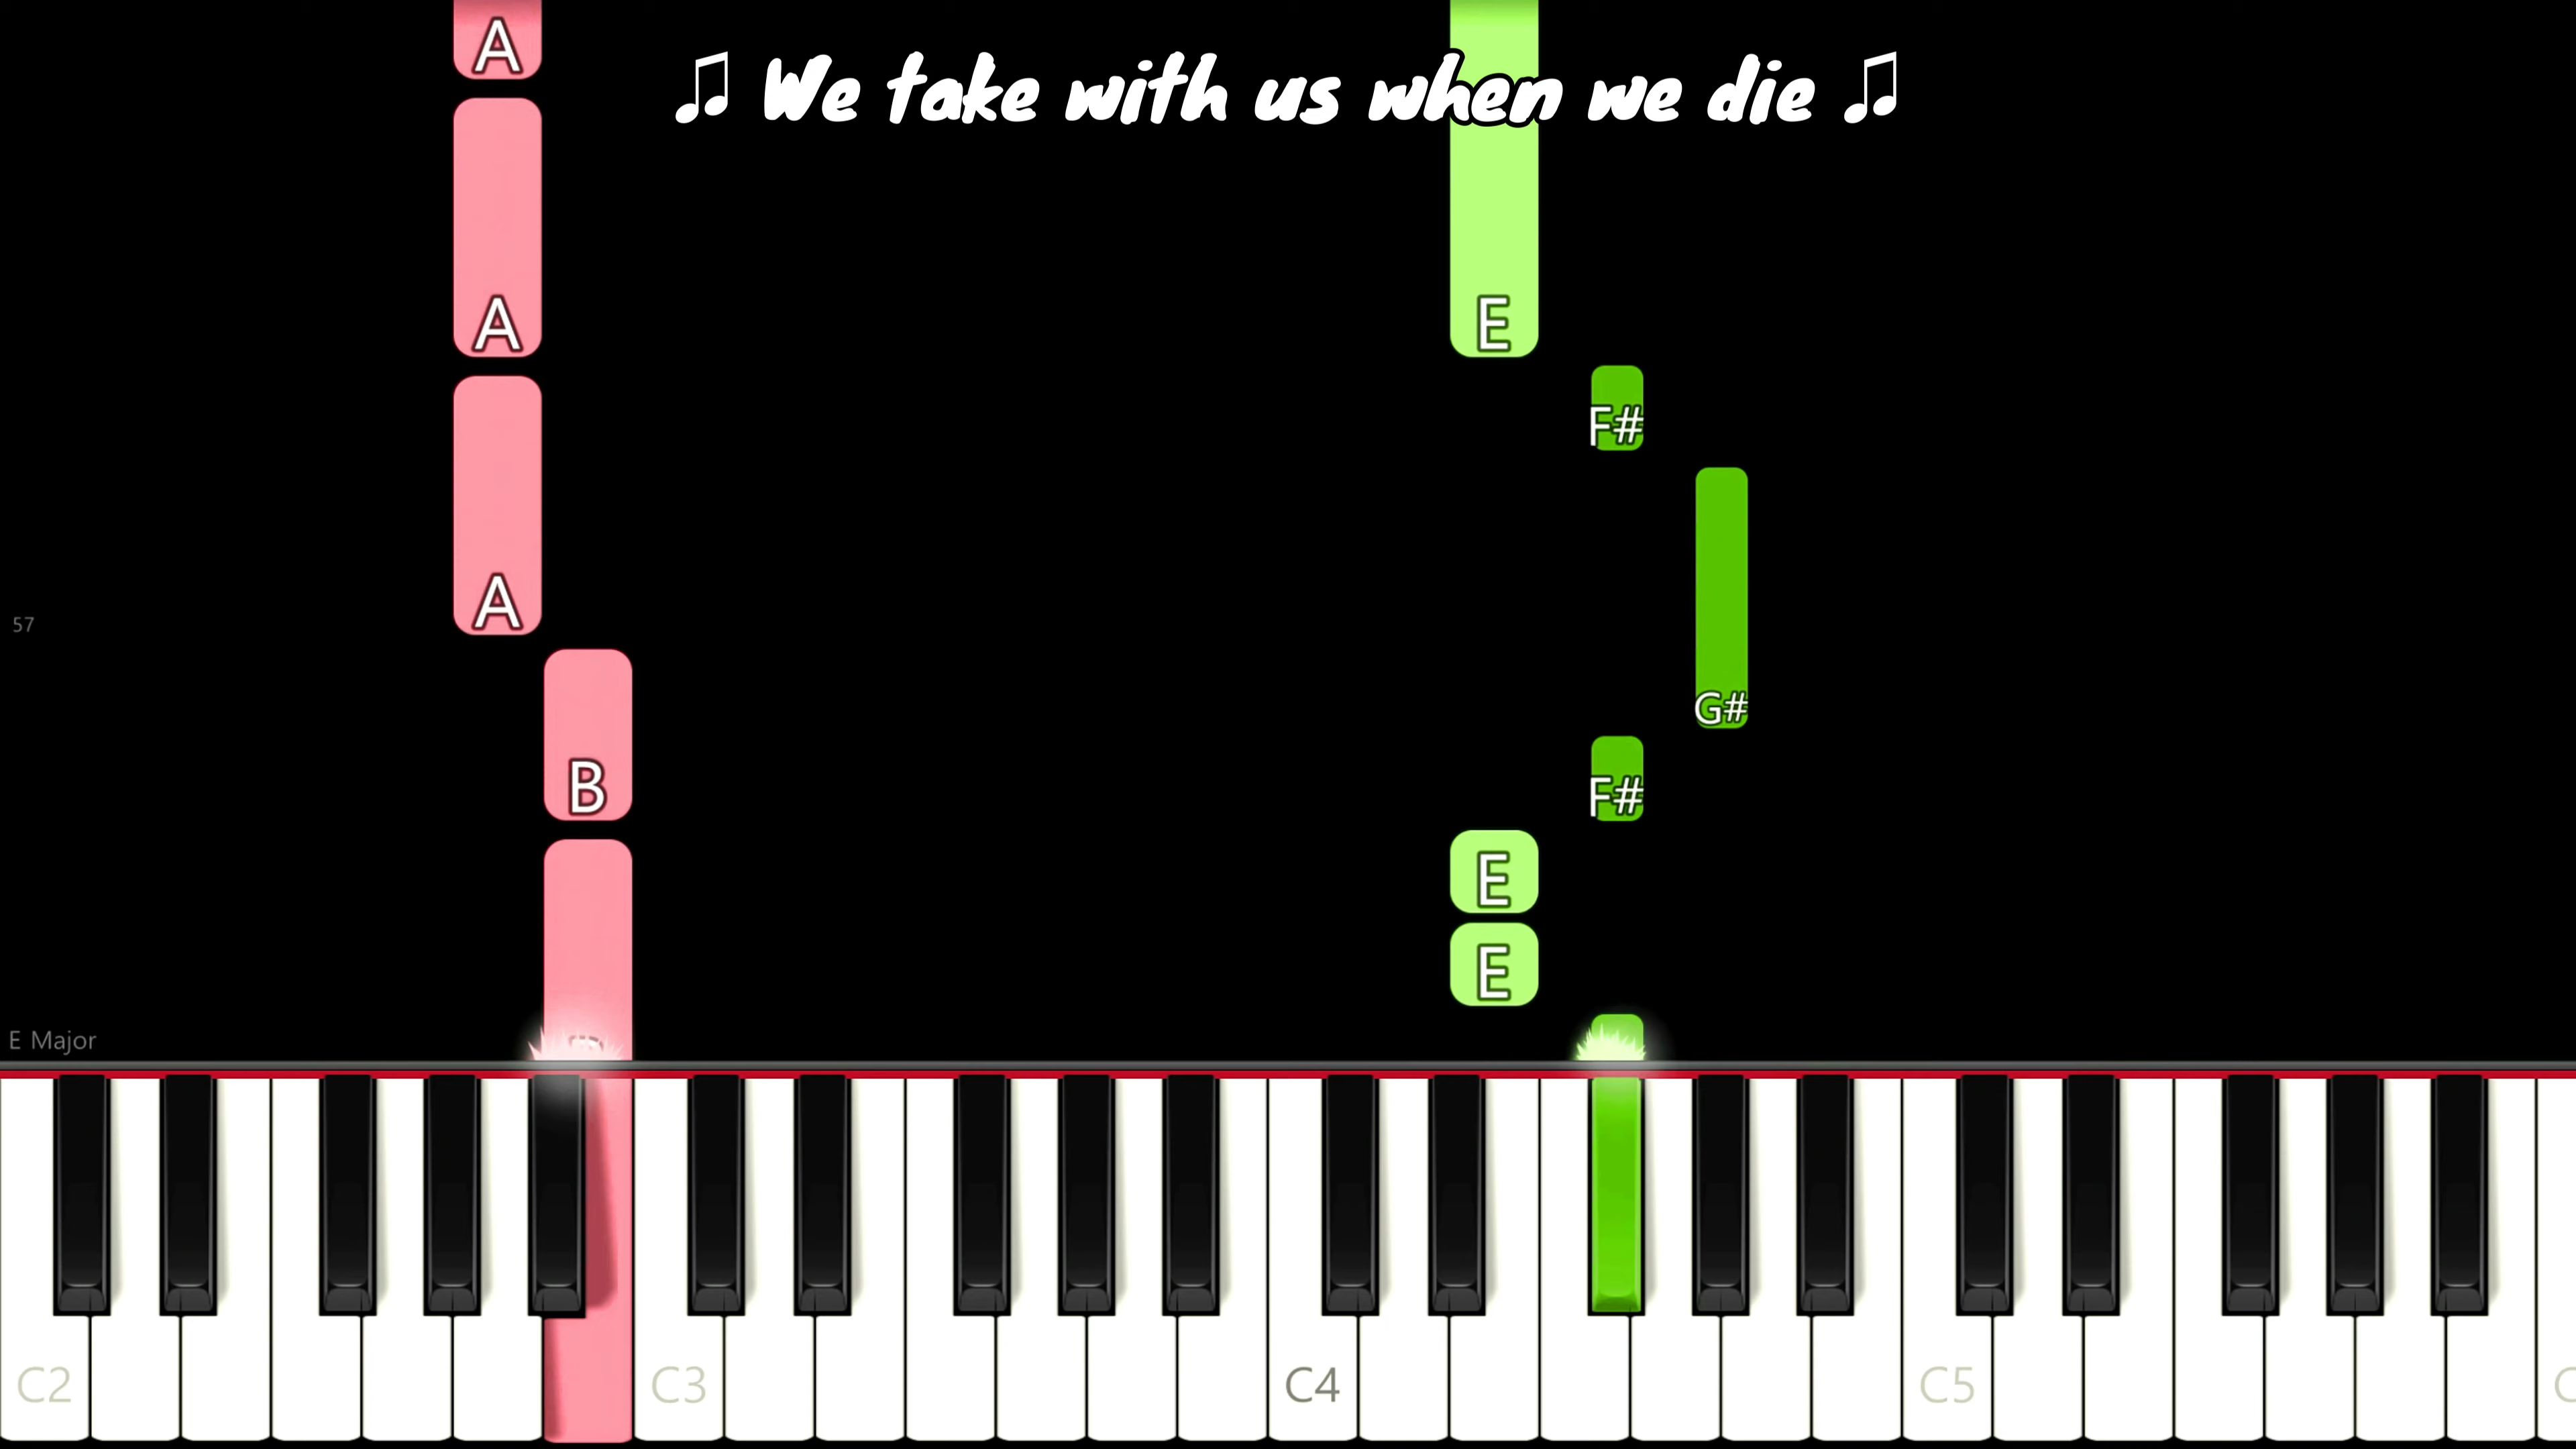 A
♫ We take with us when we die ♫
A
E
F#
A
57
G#
B
F#
E
E
E Major
C2
C3
C4
C5